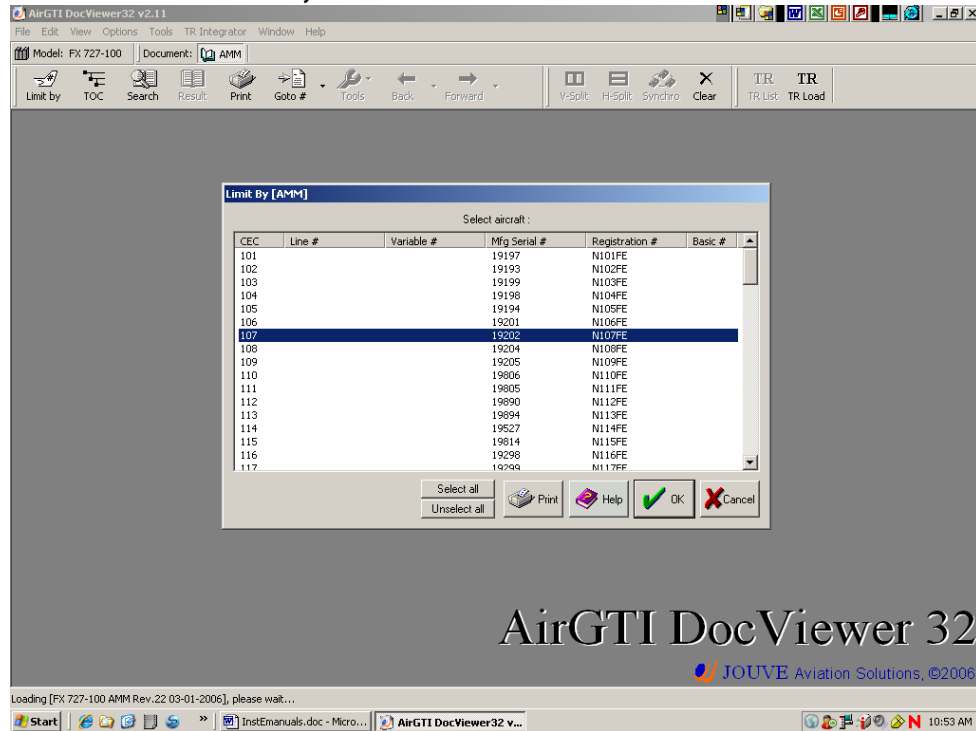 AirGTI DocViewer32 v2.11
File Edit View Options Tools TR Integrator Window Help
Model: FX 727-100 Document: AMM
TR TR
Limit by TOC Search Result Print Goto # Tools Back Forward V-Split H-Split Synchro Clear TR List TR Load
Limit By [AMM]
Select aircraft :
CEC Line # Variable # Mfg Serial # Registration # Basic #
101 19197 N101FE
102 19193 N102FE
103 19199 N103FE
104 19198 N104FE
105 19194 N105FE
106 19201 N106FE
107 19202 N107FE
108 19204 N108FE
109 19205 N109FE
110 19806 N110FE
111 19805 N111FE
112 19890 N112FE
113 19894 N113FE
114 19527 N114FE
115 19814 N115FE
116 19298 N116FE
117 19299 N117FE
Select all
Unselect all
Print Help OK Cancel
AirGTI DocViewer 32
JOUVE Aviation Solutions, ©2006
Loading [FX 727-100 AMM Rev.22 03-01-2006], please wait...
Start » InstEmanuals.doc - Micro... AirGTI DocViewer32 v... N 10:53 AM